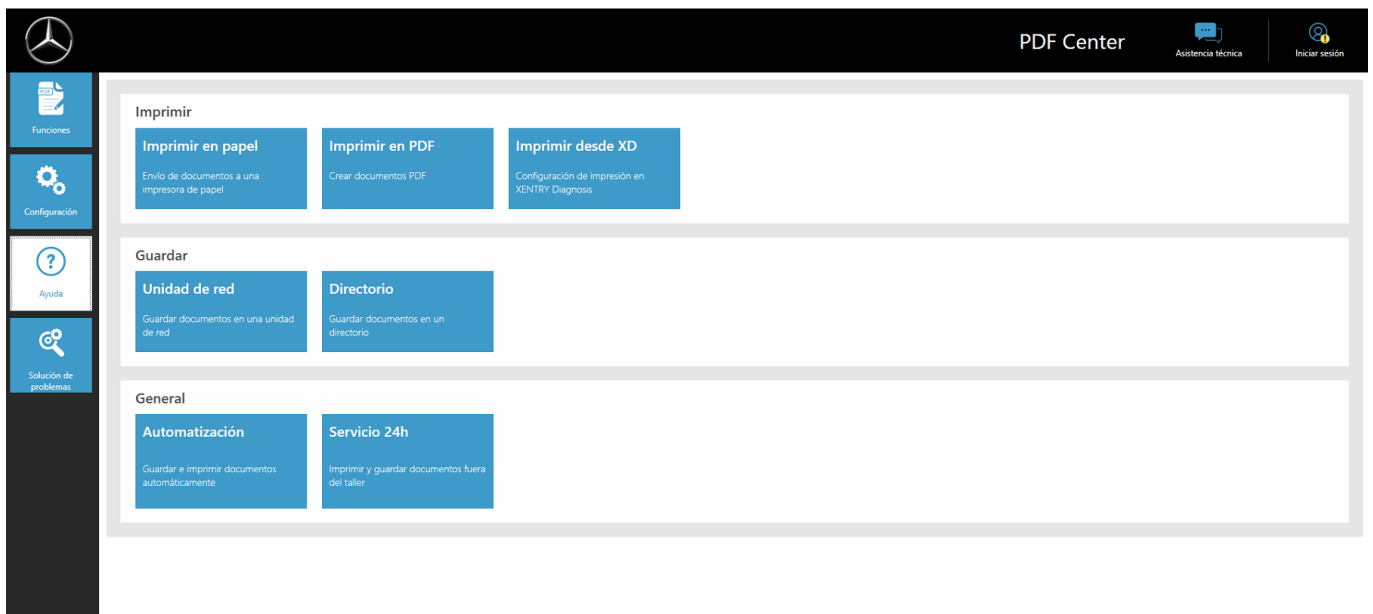 PDF Center
Asistencia técnica
Iniciar sesión
PDF
Funciones
Configuración
?
Ayuda
Solución de
problemas
Imprimir
Imprimir en papel
Envío de documentos a una
impresora de papel
Imprimir en PDF
Crear documentos PDF
Imprimir desde XD
Configuración de impresión en
XENTRY Diagnosis
Guardar
Unidad de red
Guardar documentos en una unidad
de red
Directorio
Guardar documentos en un
directorio
General
Automatización
Guardar e imprimir documentos
automáticamente
Servicio 24h
Imprimir y guardar documentos fuera
del taller